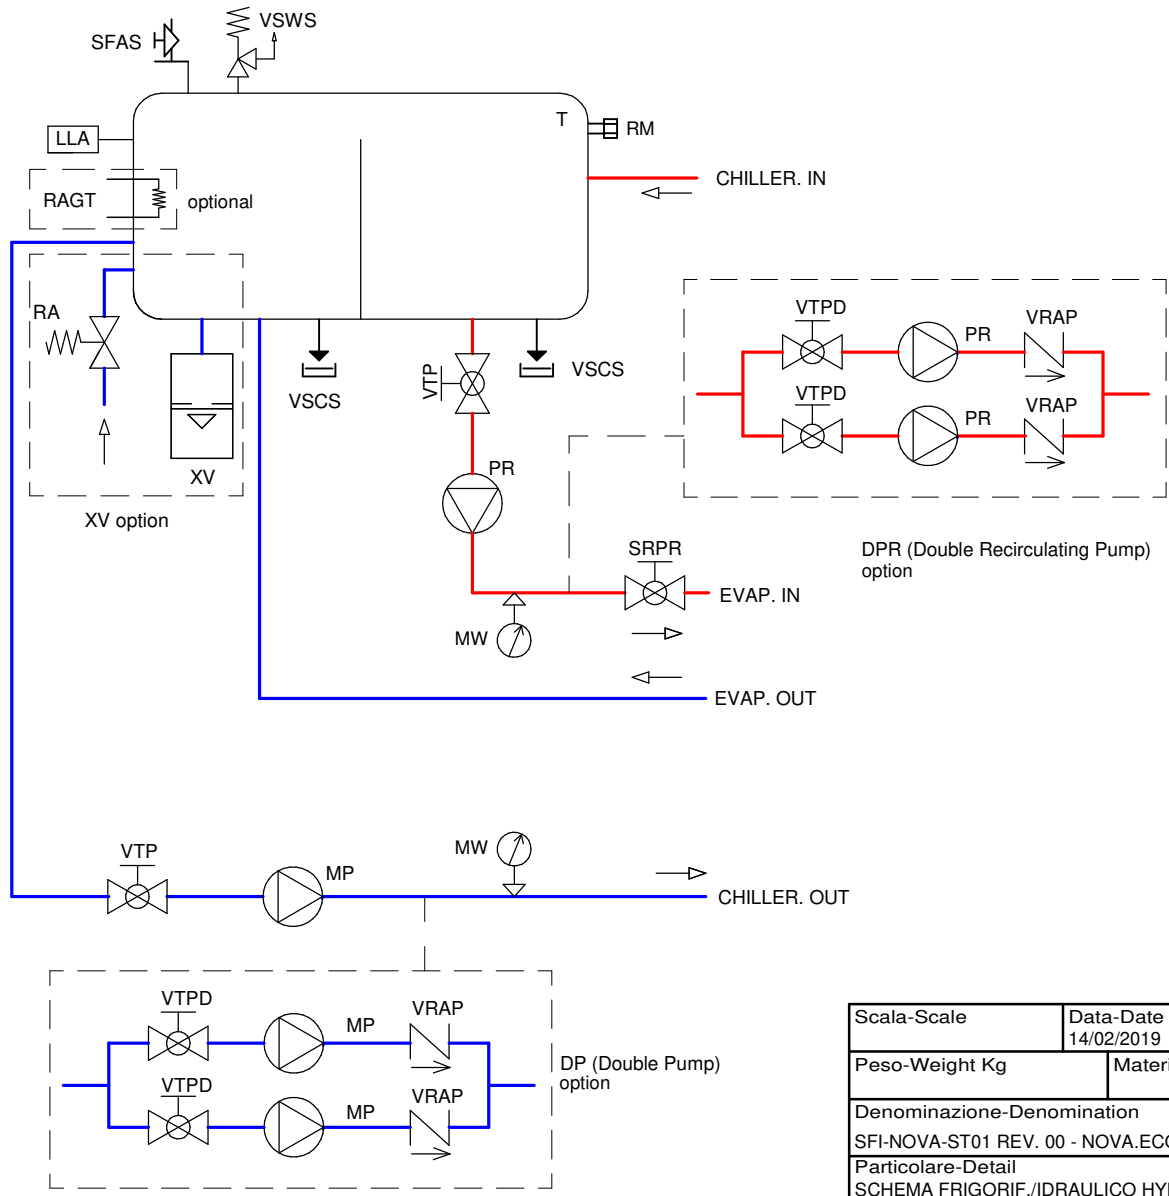 VSWS
SFAS
LLA
T
RM
CHILLER. IN
RAGT
optional
RA
VSCS
VSCS
VTP
XV
XV option
PR
VTPD
PR
VRAP
VTPD
PR
VRAP
DPR (Double Recirculating Pump)
option
SRPR
EVAP. IN
MW
EVAP. OUT
VTP
MP
MW
CHILLER. OUT
VTPD
MP
VRAP
VTPD
MP
VRAP
DP (Double Pump)
option
Scala-Scale
Data-Date
14/02/2019
Peso-Weight Kg
Materi
Denominazione-Denomination
SFI-NOVA-ST01 REV. 00 - NOVA.ECO
Particolare-Detail
SCHEMA FRIGORIF./IDRAULICO HY